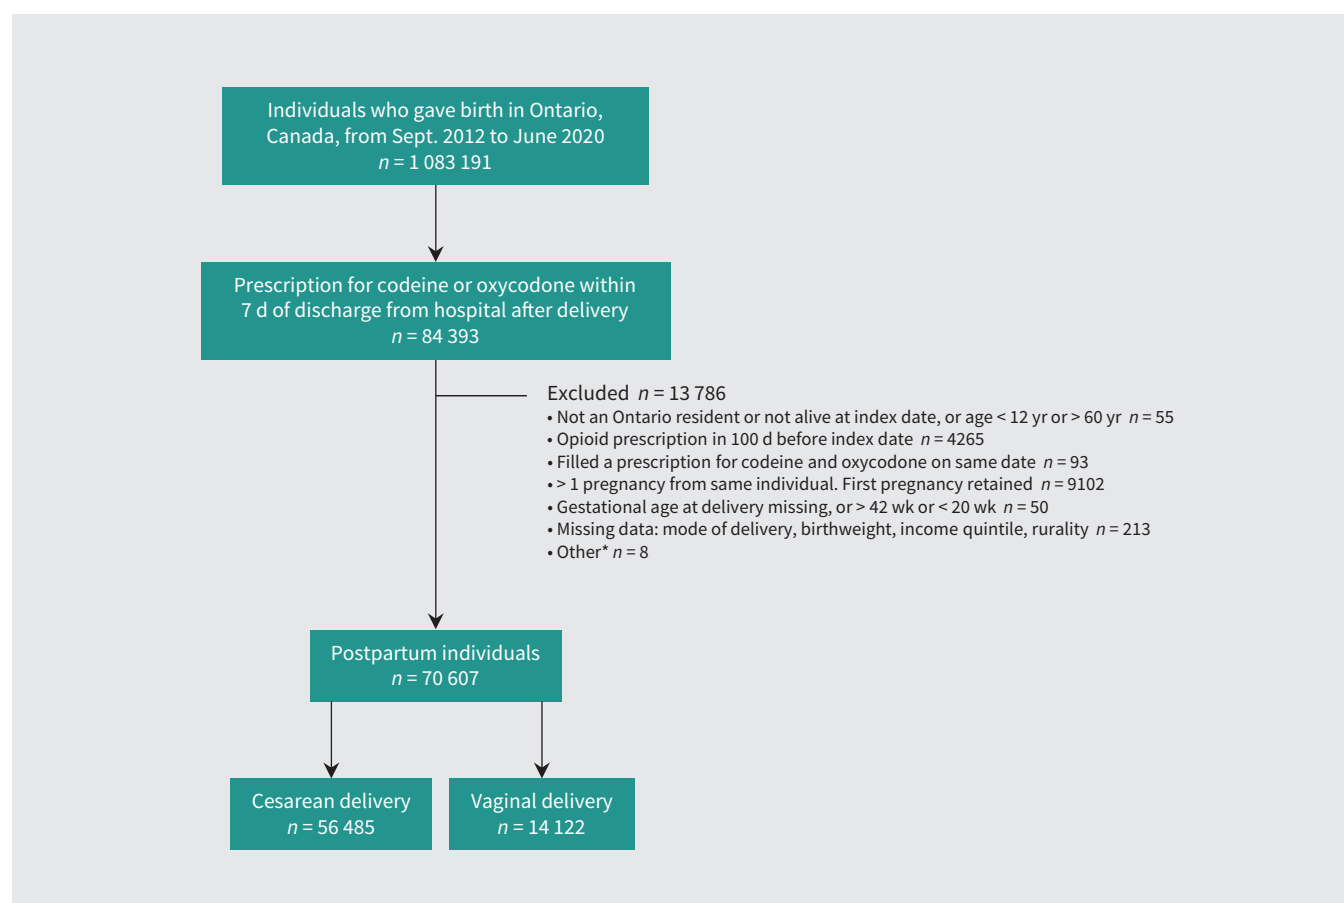 Individuals who gave birth in Ontario,
Canada, from Sept. 2012 to June 2020
n = 1 083 191
Prescription for codeine or oxycodone within
7 d of discharge from hospital after delivery
n = 84 393
Excluded n = 13 786
• Not an Ontario resident or not alive at index date, or age < 12 yr or > 60 yr n = 55
• Opioid prescription in 100 d before index date n = 4265
• Filled a prescription for codeine and oxycodone on same date n = 93
• > 1 pregnancy from same individual. First pregnancy retained n = 9102
• Gestational age at delivery missing, or > 42 wk or < 20 wk n = 50
• Missing data: mode of delivery, birthweight, income quintile, rurality n = 213
• Other* n = 8
Postpartum individuals
n = 70 607
Cesarean delivery
n = 56 485
Vaginal delivery
n = 14 122